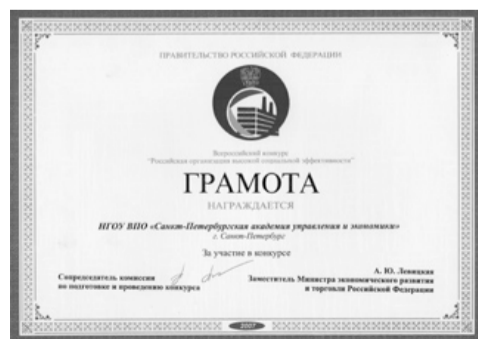 ПРАВИТЕЛЬСТВО РОССИЙСКОЙ ФЕДЕРАЦИИ
Всероссийский конкурс
"Российская организация высокой социальной эффективности"
ГРАМОТА
НАГРАЖДАЕТСЯ
НГОУ ВПО «Санкт-Петербургская академия управления и экономики»
г. Санкт-Петербург
За участие в конкурсе
Сопредседатель комиссии
по подготовке и проведению конкурса
А. Ю. Левицкая
Заместитель Министра экономического развития
и торговли Российской Федерации
2007